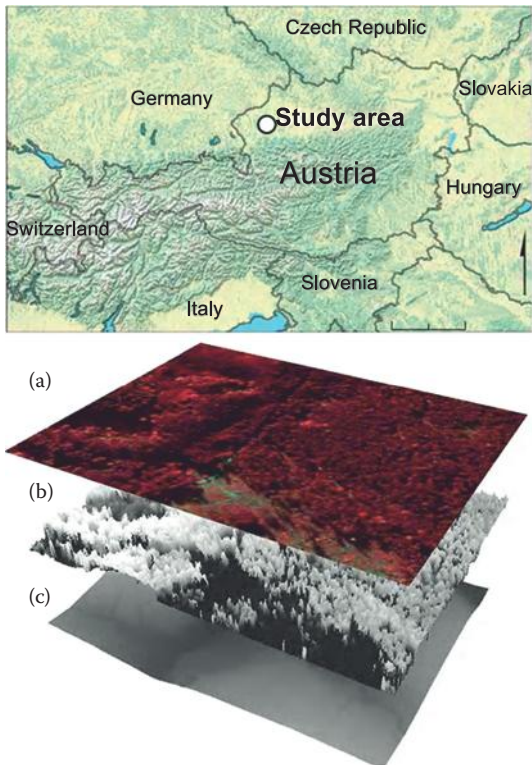 Czech Republic
Slovakia
Germany
Study area
Austria
Hungary
Switzerland
Slovenia
Italy
(a)
(b)
(c)